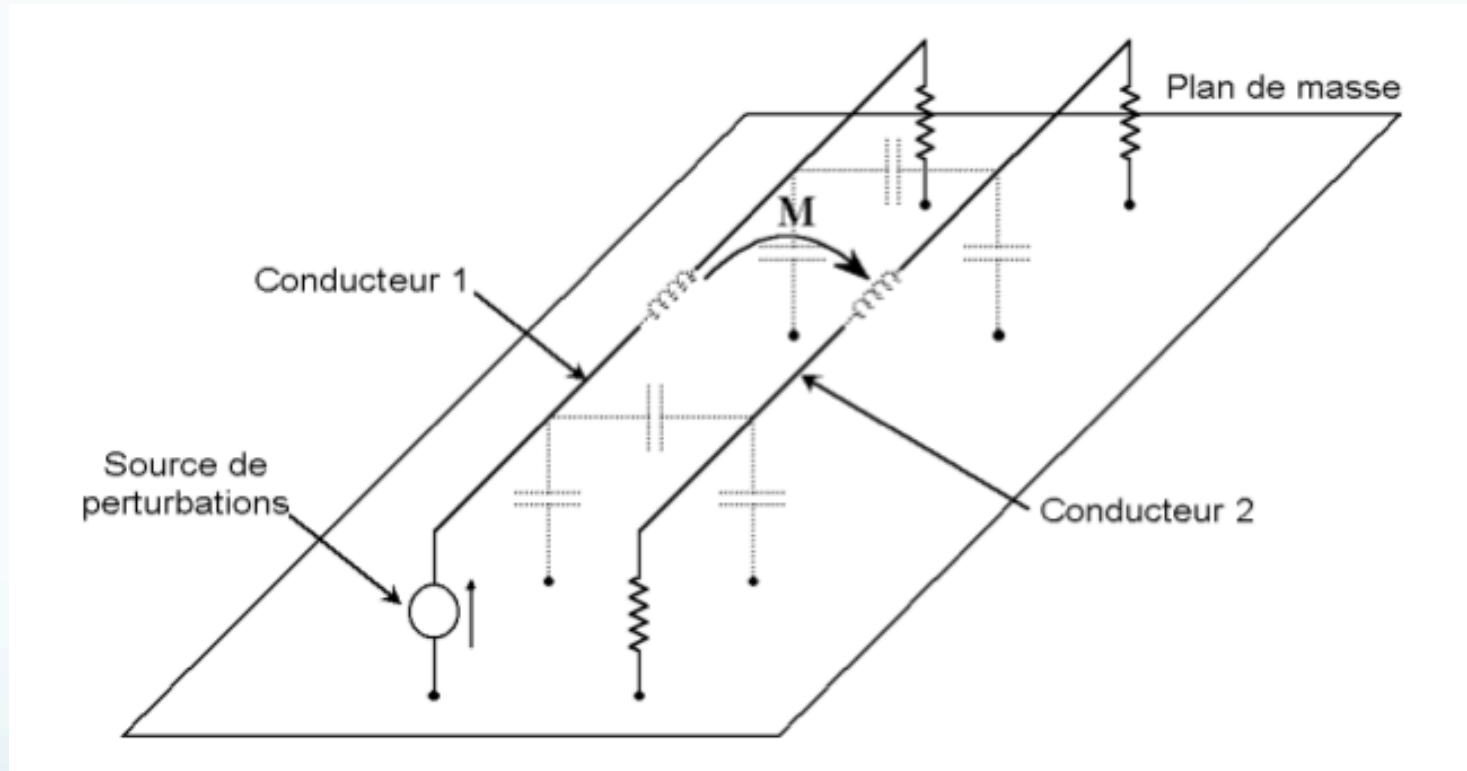 Plan de masse
M
Conducteur 1
Source de
perturbations
Conducteur 2